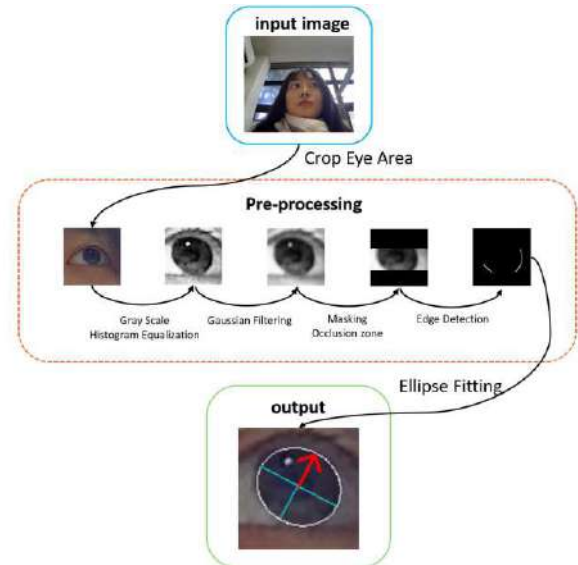 input image
Crop Eye Area
Pre-processing
Gray Scale
Histogram Equalization
Gaussian Filtering
Masking
Occlusion zone
Edge Detection
Ellipse Fitting
output